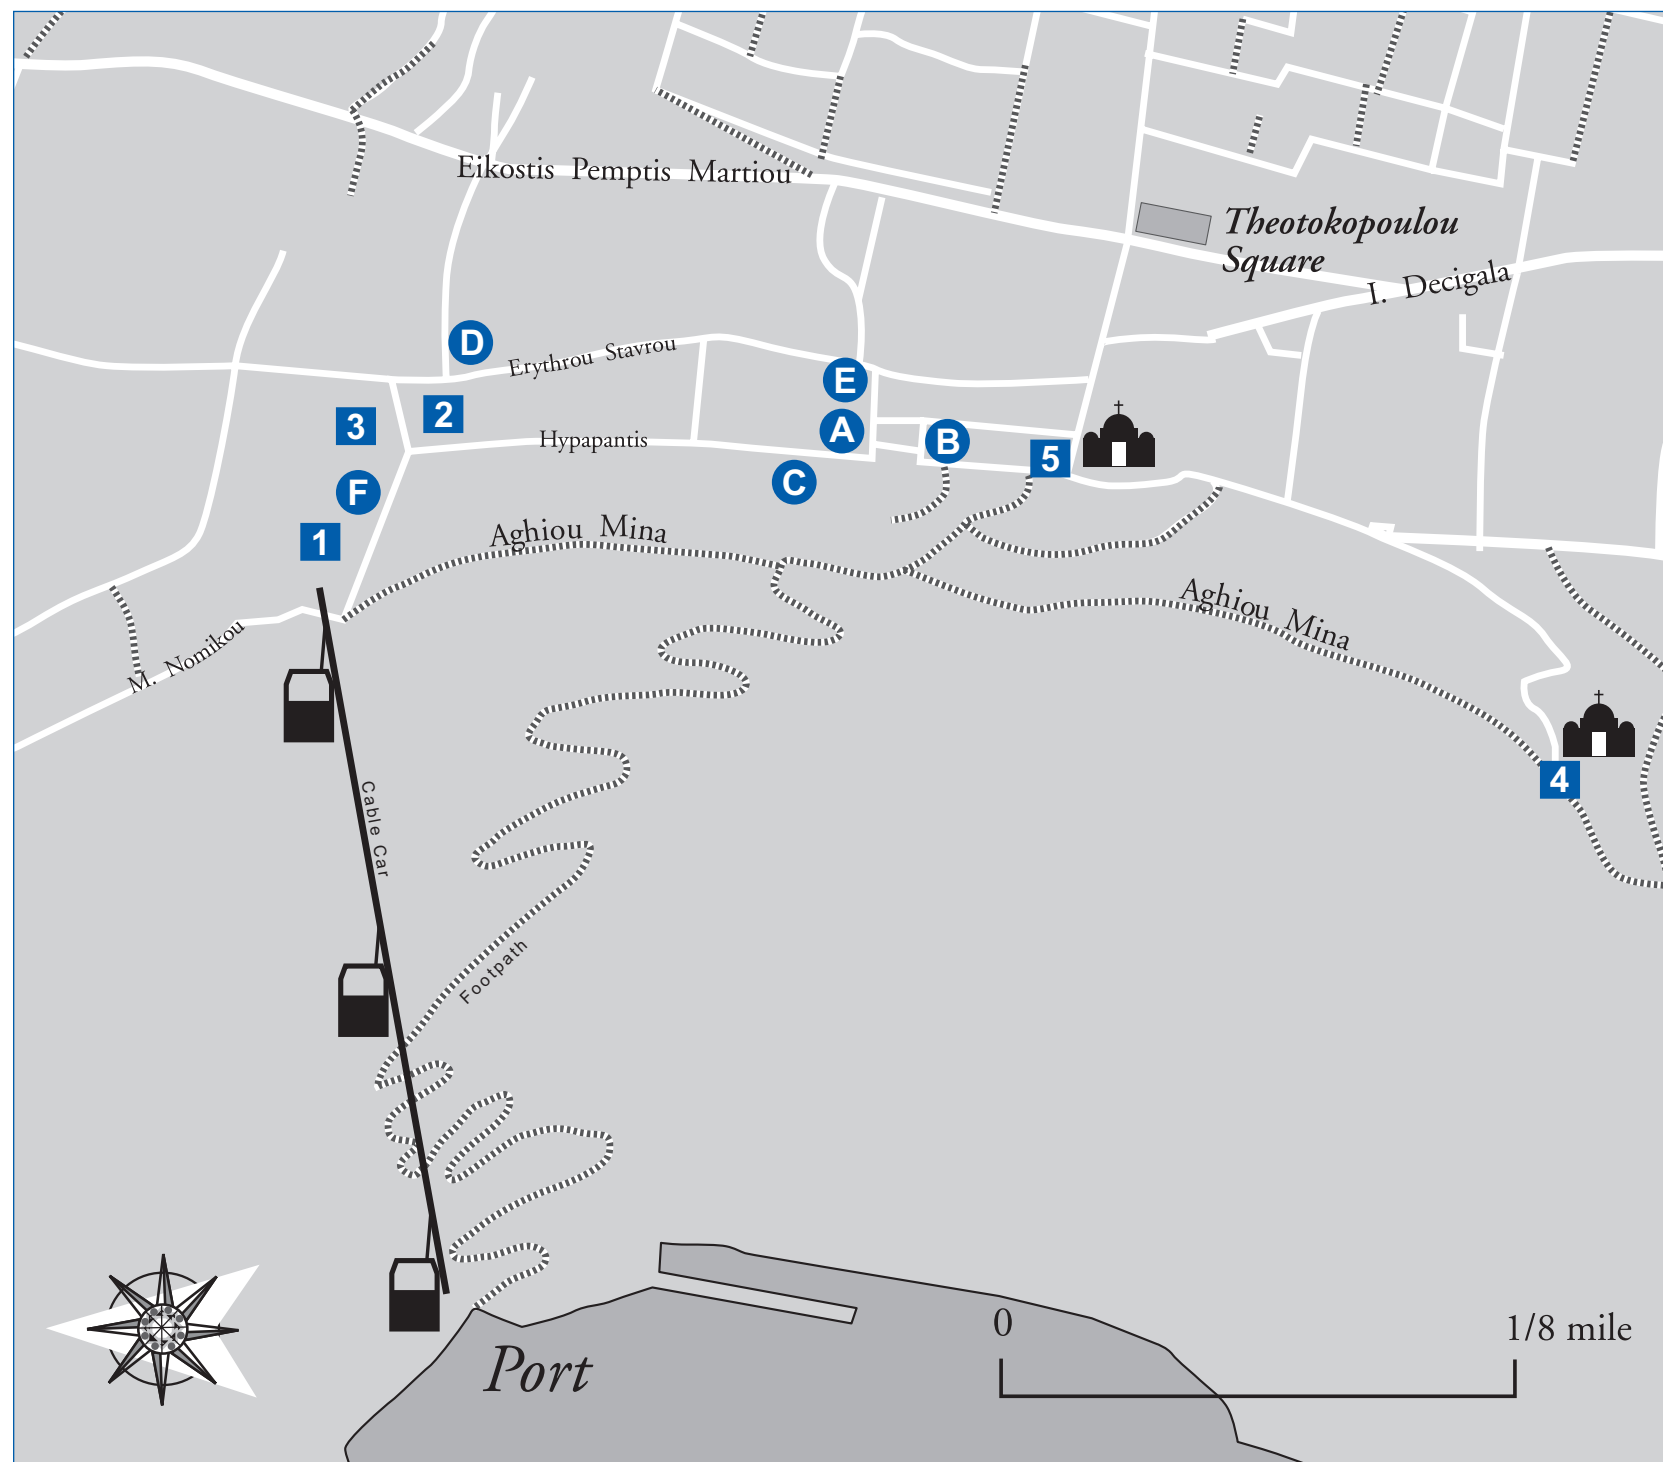 Eikostis Pemptis Martiou
Theotokopoulou
Square
I. Decigala
D
Erythrou Stavrou
E
2
3
A
Hypapantis
B
5
C
F
1
Aghiou Mina
Aghiou Mina
M. Nomikou
4
Cable Car
Footpath
0
1/8 mile
Port